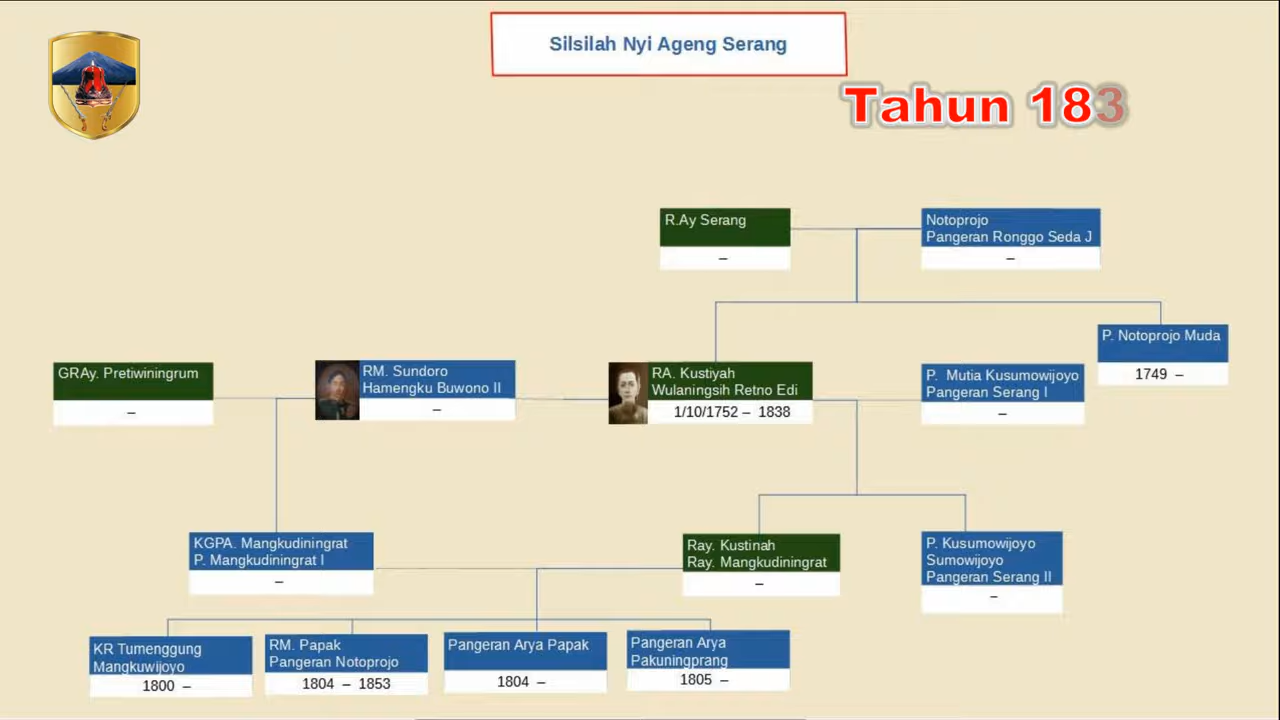 Silsilah Nyi Ageng Serang
Tahun 183
R.Ay Serang
–
Notoprojo
Pangeran Ronggo Seda J
–
P. Notoprojo Muda
1749 –
GRAy. Pretiwiningrum
–
RM. Sundoro
Hamengku Buwono II
–
RA. Kustiyah
Wulaningsih Retno Edi
1/10/1752 – 1838
P. Mutia Kusumowijoyo
Pangeran Serang I
–
KGPA. Mangkudiningrat
P. Mangkudiningrat I
–
Ray. Kustinah
Ray. Mangkudiningrat
–
P. Kusumowijoyo
Sumowijoyo
Pangeran Serang II
–
KR Tumenggung
Mangkuwijoyo
1800 –
RM. Papak
Pangeran Notoprojo
1804 – 1853
Pangeran Arya Papak
1804 –
Pangeran Arya
Pakuningprang
1805 –